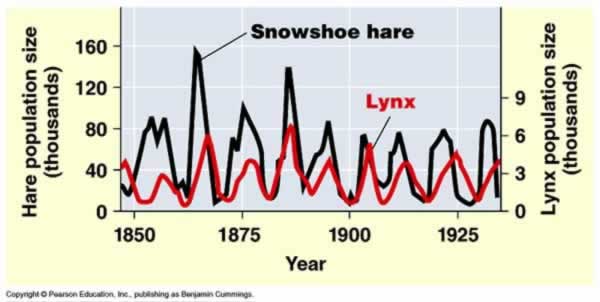 Snowshoe hare
Lynx
Hare population size
(thousands)
160
120
80
40
0
Lynx population size
(thousands)
9
6
3
0
1850
1875
1900
1925
Year
Copyright © Pearson Education, Inc., publishing as Benjamin Cummings.